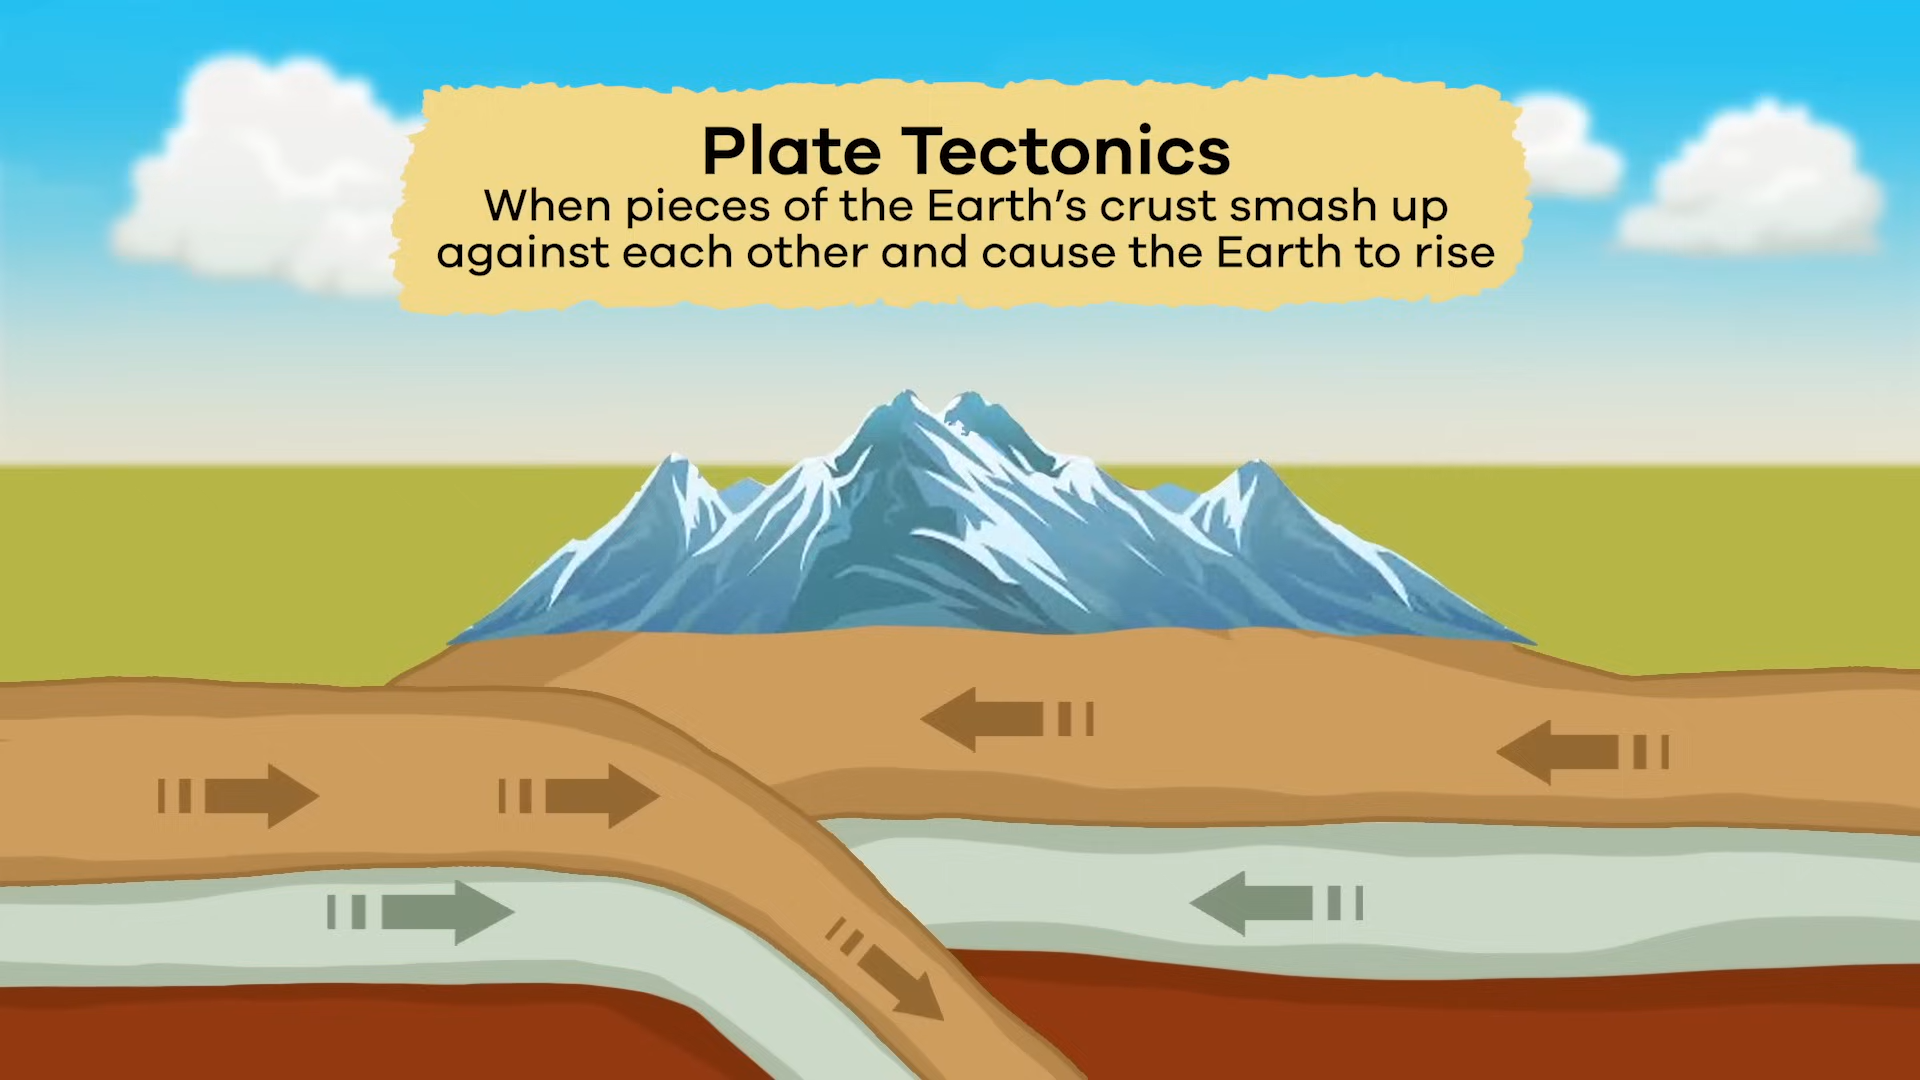 Plate Tectonics
When pieces of the Earth’s crust smash up
against each other and cause the Earth to rise